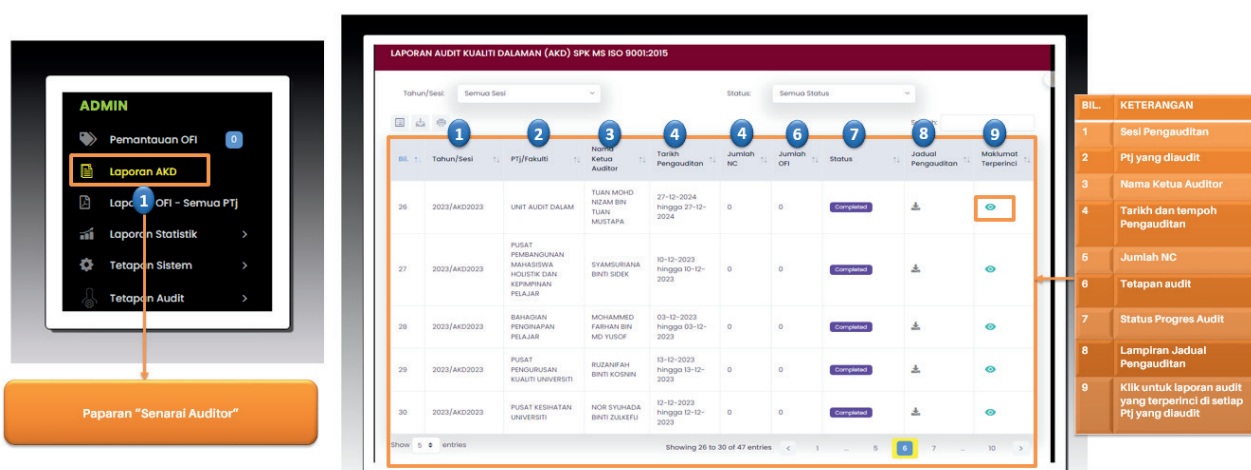 ADMIN
Pemantauan OFI 0
Laporan AKD
1
OFI - Semua PTj
Laporan Statistik
Tetapan Sistem
Tetapan Audit
Paparan “Senarai Auditor”
LAPORAN AUDIT KUALITI DALAMAN (AKD) SPK MS ISO 9001:2015
Tahun/Sesi: Semua Sesi Status: Semua Status
1 2 3 4 4 6 7 8 9
Bil. Tahun/Sesi PTj/Fakulti Nama Ketua Auditor Tarikh Pengauditan Jumlah NC Jumlah OFI Status Jadual Pengauditan Maklumat Terperinci
26 2023/AKD2023 UNIT AUDIT DALAM TUAN MOHD NIZAM BIN TUAN MUSTAPA 27-12-2024 hingga 27-12-2024 0 0 Completed
27 2023/AKD2023 PUSAT PEMBANGUNAN MAHASISWA HOLISTIK DAN KEPIMPINAN PELAJAR SYAMSURIANA BINTI SIDEK 10-12-2023 hingga 10-12-2023 0 0 Completed
28 2023/AKD2023 BAHAGIAN PENGINAPAN PELAJAR MOHAMMED FARHAN BIN MD YUSOF 03-12-2023 hingga 03-12-2023 0 0 Completed
29 2023/AKD2023 PUSAT PENGURUSAN KUALITI UNIVERSITI RUZANIFAH BINTI KOSNIN 13-12-2023 hingga 13-12-2023 0 0 Completed
30 2023/AKD2023 PUSAT KESIHATAN UNIVERSITI NOR SYUHADA BINTI ZULKEFLI 12-12-2023 hingga 12-12-2023 0 0 Completed
Show 5 entries Showing 26 to 30 of 47 entries < 1 ... 5 6 7 ... 10 >
BIL. KETERANGAN
1 Sesi Pengauditan
2 Ptj yang diaudit
3 Nama Ketua Auditor
4 Tarikh dan tempoh
Pengauditan
5 Jumlah NC
6 Tetapan audit
7 Status Progres Audit
8 Lampiran Jadual
Pengauditan
9 Klik untuk laporan audit
yang terperinci di setiap
Ptj yang diaudit